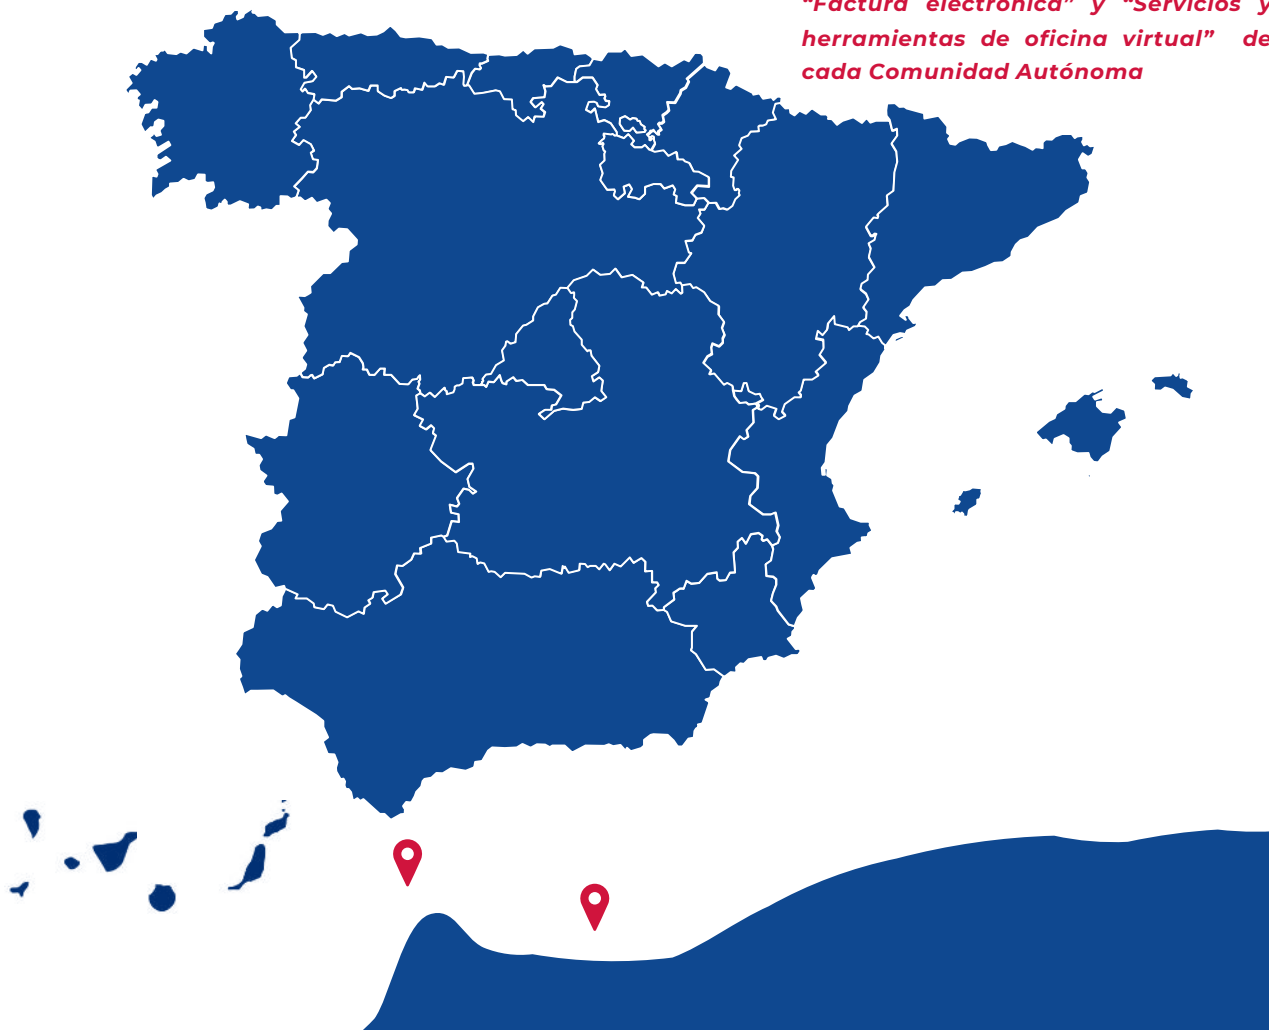 “Factura electrónica” y “Servicios y
herramientas de oficina virtual” de
cada Comunidad Autónoma